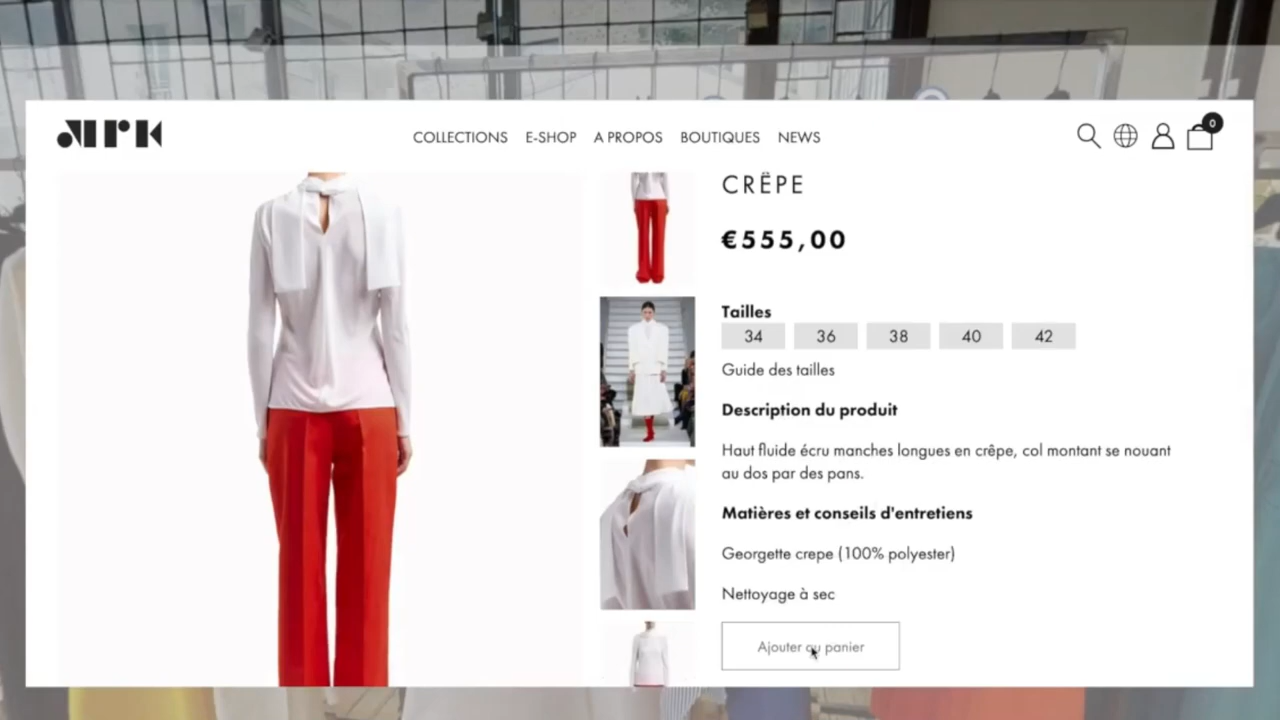 ark
COLLECTIONS E-SHOP A PROPOS BOUTIQUES NEWS
0
CRÊPE
€555,00
Tailles
34 36 38 40 42
Guide des tailles
Description du produit
Haut fluide écru manches longues en crêpe, col montant se nouant
au dos par des pans.
Matières et conseils d'entretiens
Georgette crepe (100% polyester)
Nettoyage à sec
Ajouter au panier